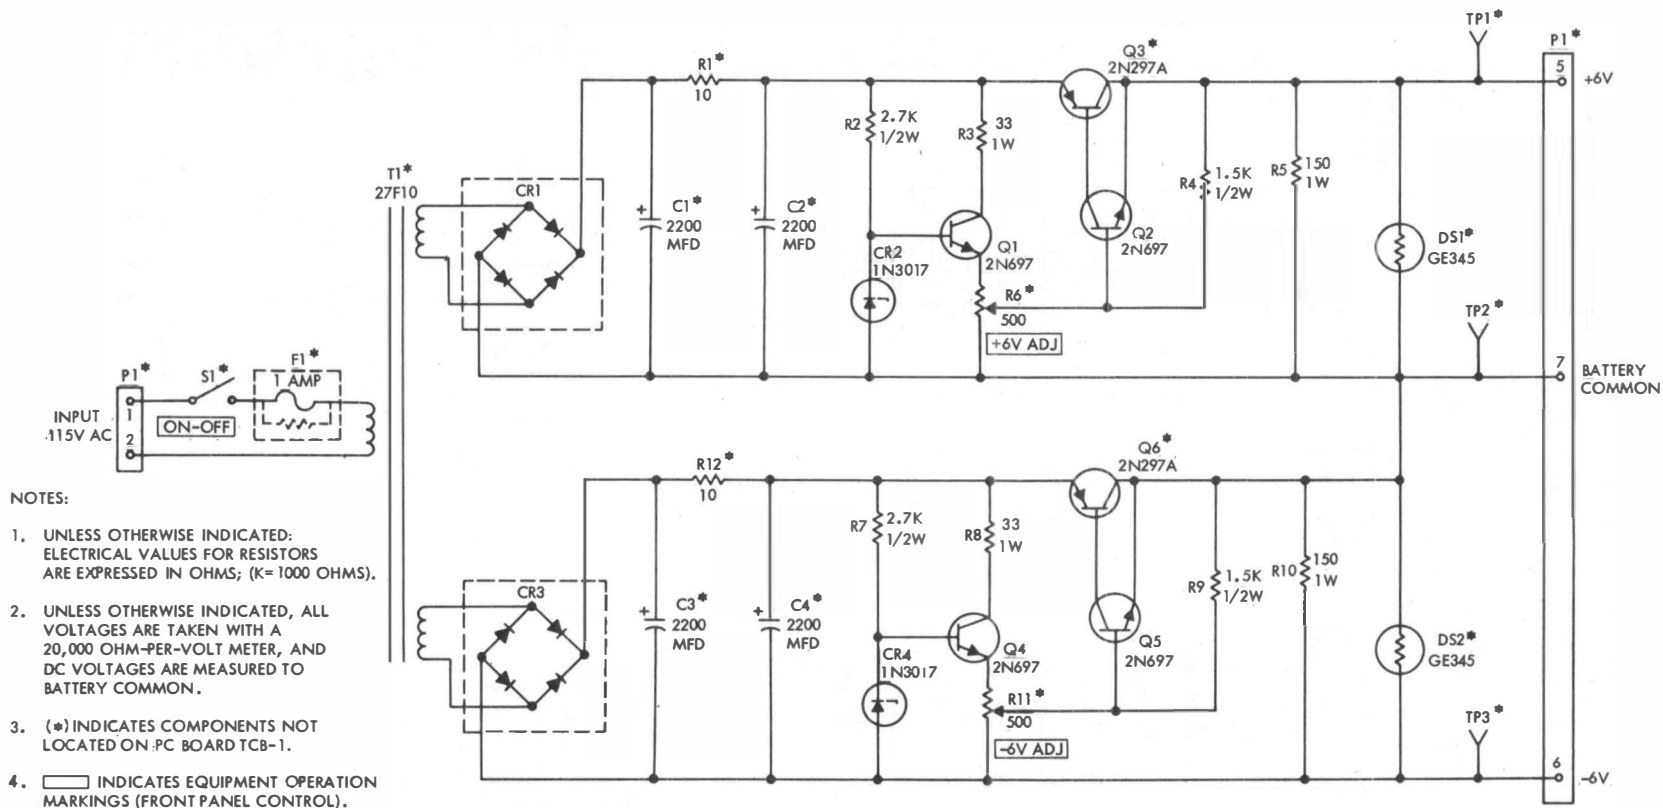 TP1*
P1*
5
+6V
R1*
10
Q3*
2N297A
R2
2.7K
1/2W
R3
33
1W
T1*
27F10
CR1
C1*
2200
MFD
C2*
2200
MFD
R4
1.5K
1/2W
R5
150
1W
Q2
2N697
DS1*
GE345
CR2
1N3017
Q1
2N697
R6*
500
+6V ADJ
TP2*
7
BATTERY
COMMON
P1*
S1*
F1*
1 AMP
INPUT
115V AC
1
2
ON-OFF
R12*
10
Q6*
2N297A
R7
2.7K
1/2W
R8
33
1W
CR3
C3*
2200
MFD
C4*
2200
MFD
R9
1.5K
1/2W
R10
150
1W
Q5
2N697
DS2*
GE345
CR4
1N3017
Q4
2N697
R11*
500
-6V ADJ
TP3*
6
-6V
NOTES:
1. UNLESS OTHERWISE INDICATED:
ELECTRICAL VALUES FOR RESISTORS
ARE EXPRESSED IN OHMS; (K=1000 OHMS).
2. UNLESS OTHERWISE INDICATED, ALL
VOLTAGES ARE TAKEN WITH A
20,000 OHM-PER-VOLT METER, AND
DC VOLTAGES ARE MEASURED TO
BATTERY COMMON.
3. (*) INDICATES COMPONENTS NOT
LOCATED ON PC BOARD TCB-1.
4. INDICATES EQUIPMENT OPERATION
MARKINGS (FRONT PANEL CONTROL).